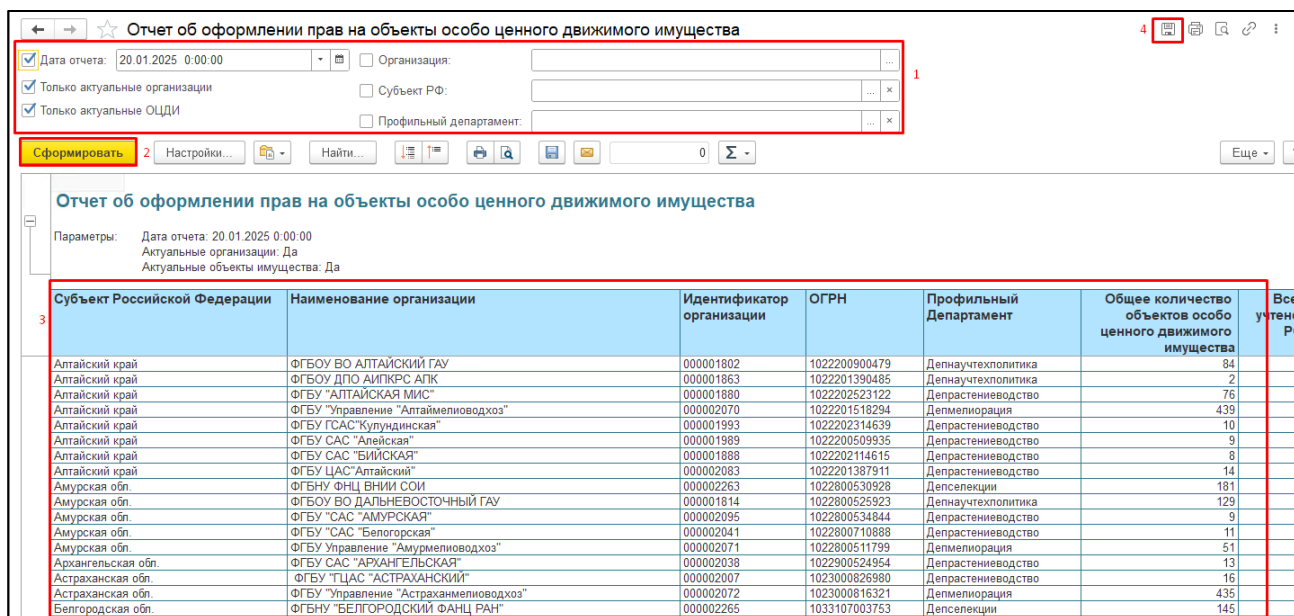 Отчет об оформлении прав на объекты особо ценного движимого имущества 4
Дата отчета: 20.01.2025 0:00:00 Организация: ...
1
Только актуальные организации Субъект РФ: ... ×
Только актуальные ОЦДИ
Профильный департамент: ... ×
Сформировать 2 Настройки... Найти... 0 Σ Еще
Отчет об оформлении прав на объекты особо ценного движимого имущества
Параметры: Дата отчета: 20.01.2025 0:00:00
Актуальные организации: Да
Актуальные объекты имущества: Да
3
Субъект Российской Федерации Наименование организации Идентификатор ОГРН Профильный Общее количество Все
организации Департамент объектов особо учтен
ценного движимого Р
имущества
Алтайский край ФГБОУ ВО АЛТАЙСКИЙ ГАУ 000001802 1022200900479 Депнаучтехполитика 84
Алтайский край ФГБОУ ДПО АИПКРС АПК 000001863 1022201390485 Депнаучтехполитика 2
Алтайский край ФГБУ "АЛТАЙСКАЯ МИС" 000001880 1022202523122 Депрастениеводство 76
Алтайский край ФГБУ "Управление "Алтаймелиоводхоз" 000002070 1022201518294 Депмелиорация 439
Алтайский край ФГБУ ГСАС"Кулундинская" 000001993 1022202314639 Депрастениеводство 10
Алтайский край ФГБУ САС "Алейская" 000001989 1022200509935 Депрастениеводство 9
Алтайский край ФГБУ САС "БИЙСКАЯ" 000001888 1022202114615 Депрастениеводство 8
Алтайский край ФГБУ ЦАС"Алтайский" 000002083 1022201387911 Депрастениеводство 14
Амурская обл. ФГБНУ ФНЦ ВНИИ СОИ 000002263 1022800530928 Депселекции 181
Амурская обл. ФГБОУ ВО ДАЛЬНЕВОСТОЧНЫЙ ГАУ 000001814 1022800525923 Депнаучтехполитика 129
Амурская обл. ФГБУ "САС "АМУРСКАЯ" 000002095 1022800534844 Депрастениеводство 9
Амурская обл. ФГБУ "САС "Белогорская" 000002041 1022800710888 Депрастениеводство 11
Амурская обл. ФГБУ Управление "Амурмелиоводхоз" 000002071 1022800511799 Депмелиорация 51
Архангельская обл. ФГБУ САС "АРХАНГЕЛЬСКАЯ" 000002038 1022900524954 Депрастениеводство 13
Астраханская обл. ФГБУ "ГЦАС "АСТРАХАНСКИЙ" 000002007 1023000826980 Депрастениеводство 16
Астраханская обл. ФГБУ "Управление "Астраханмелиоводхоз" 000002072 1023000816321 Депмелиорация 435
Белгородская обл. ФГБНУ "БЕЛГОРОДСКИЙ ФАНЦ РАН" 000002265 1033107003753 Депселекции 145